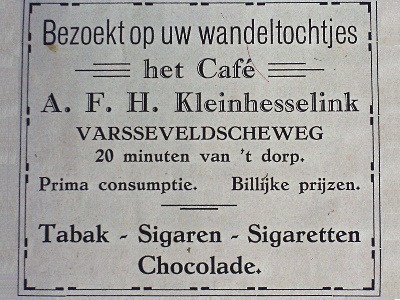 Bezoekt op uw wandeltochtjes
het Café
A. F. H. Kleinhesselink
VARSSEVELDSCHEWEG
20 minuten van 't dorp.
Prima consumptie. Billijke prijzen.
Tabak - Sigaren - Sigaretten
Chocolade.